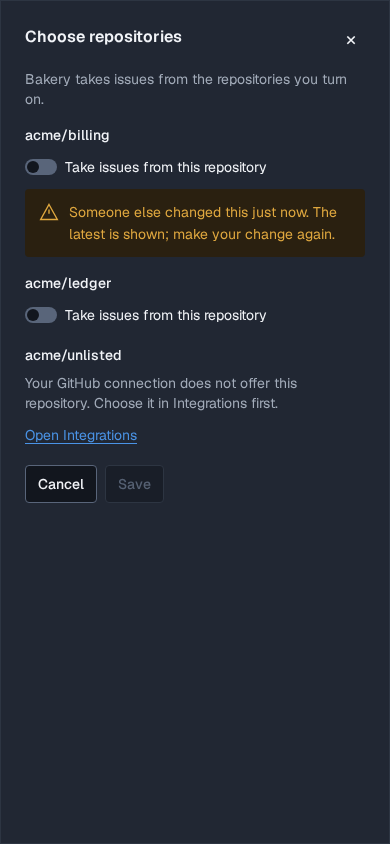 Choose repositories
Bakery takes issues from the repositories you turn
on.
acme/billing
Take issues from this repository
Someone else changed this just now. The
latest is shown; make your change again.
acme/ledger
Take issues from this repository
acme/unlisted
Your GitHub connection does not offer this
repository. Choose it in Integrations first.
Open Integrations
Cancel Save